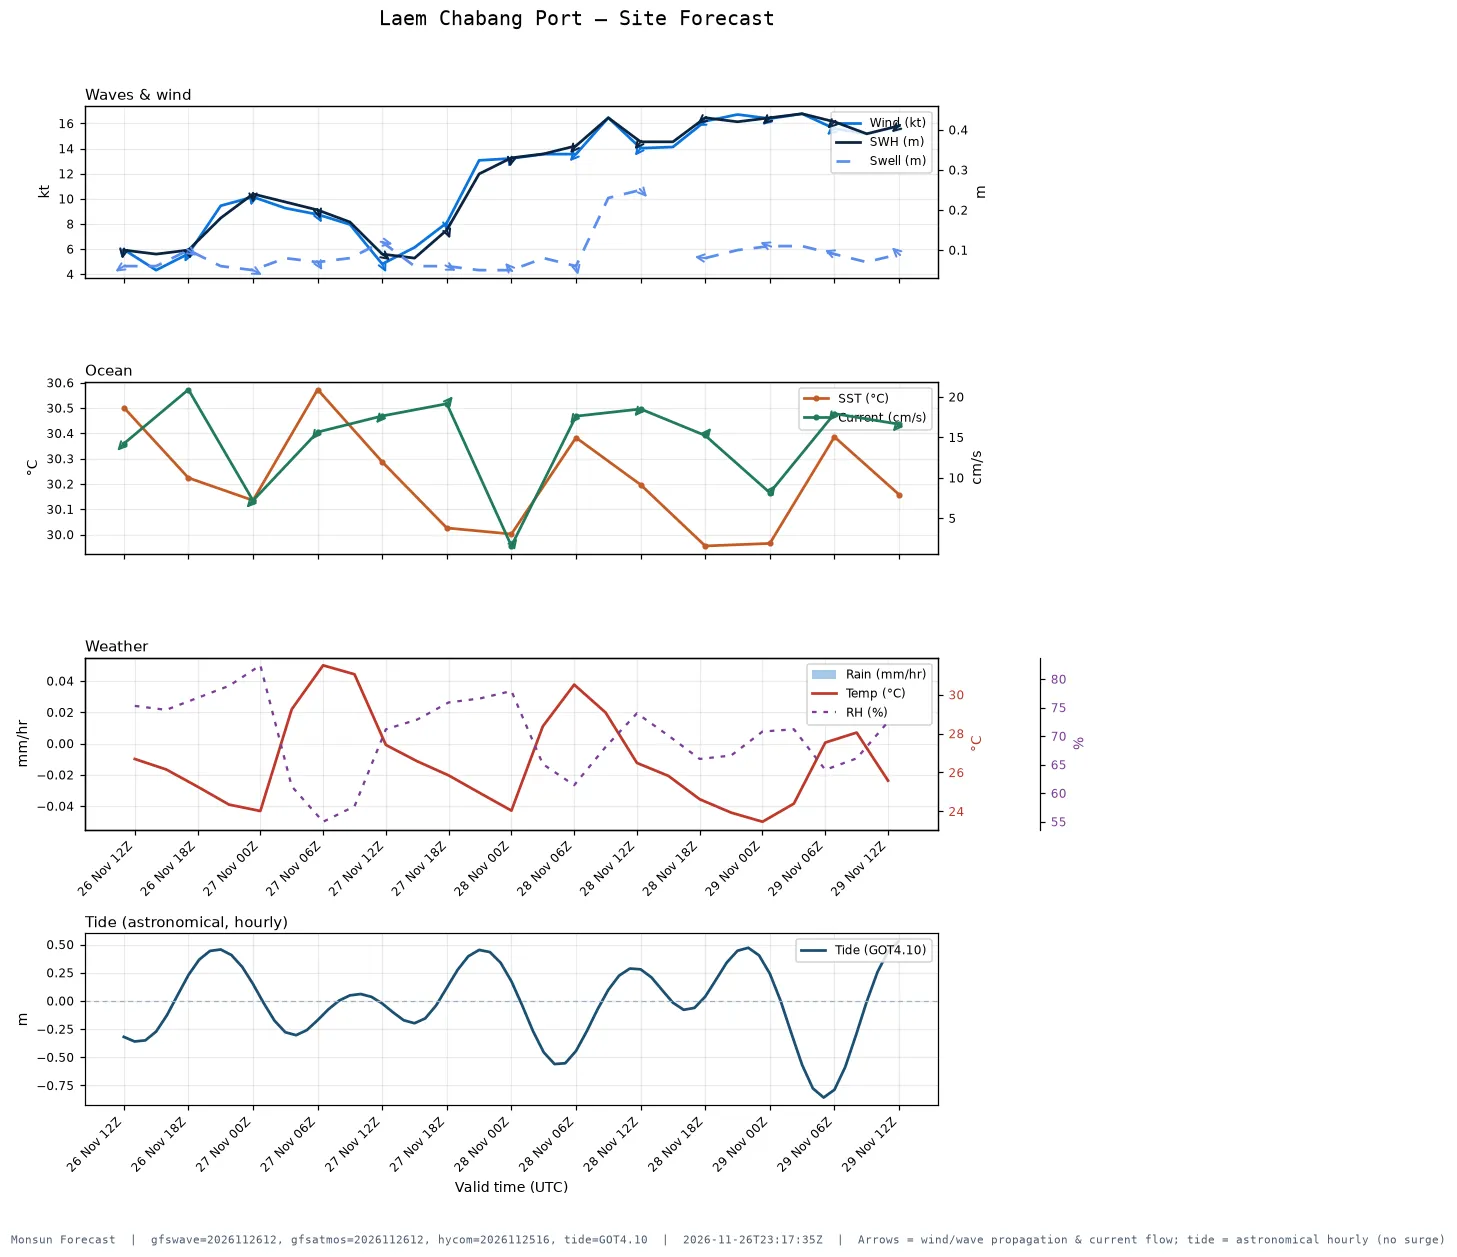 Laem Chabang Port — Site Forecast
Waves & wind
16
14
12
10
8
6
4
kt
0.4
0.3
0.2
0.1
m
Wind (kt)
SWH (m)
Swell (m)
Ocean
30.6
30.5
30.4
30.3
30.2
30.1
30.0
°C
20
15
10
5
cm/s
SST (°C)
Current (cm/s)
Weather
0.04
0.02
0.00
−0.02
−0.04
mm/hr
30
28
26
24
°C
80
75
70
65
60
55
%
Rain (mm/hr)
Temp (°C)
RH (%)
26 Nov 12Z
26 Nov 18Z
27 Nov 00Z
27 Nov 06Z
27 Nov 12Z
27 Nov 18Z
28 Nov 00Z
28 Nov 06Z
28 Nov 12Z
28 Nov 18Z
29 Nov 00Z
29 Nov 06Z
29 Nov 12Z
Tide (astronomical, hourly)
0.50
0.25
0.00
−0.25
−0.50
−0.75
m
Tide (GOT4.10)
26 Nov 12Z
26 Nov 18Z
27 Nov 00Z
27 Nov 06Z
27 Nov 12Z
27 Nov 18Z
28 Nov 00Z
28 Nov 06Z
28 Nov 12Z
28 Nov 18Z
29 Nov 00Z
29 Nov 06Z
29 Nov 12Z
Valid time (UTC)
Monsun Forecast | gfswave=2026112612, gfsatmos=2026112612, hycom=2026112516, tide=GOT4.10 | 2026-11-26T23:17:35Z | Arrows = wind/wave propagation & current flow; tide = astronomical hourly (no surge)